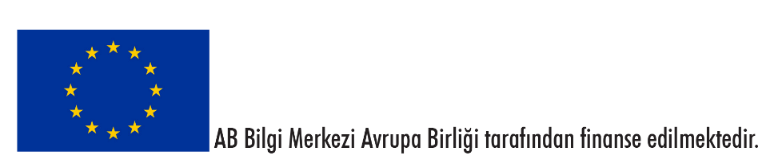 AB Bilgi Merkezi Avrupa Birliği tarafından finanse edilmektedir.